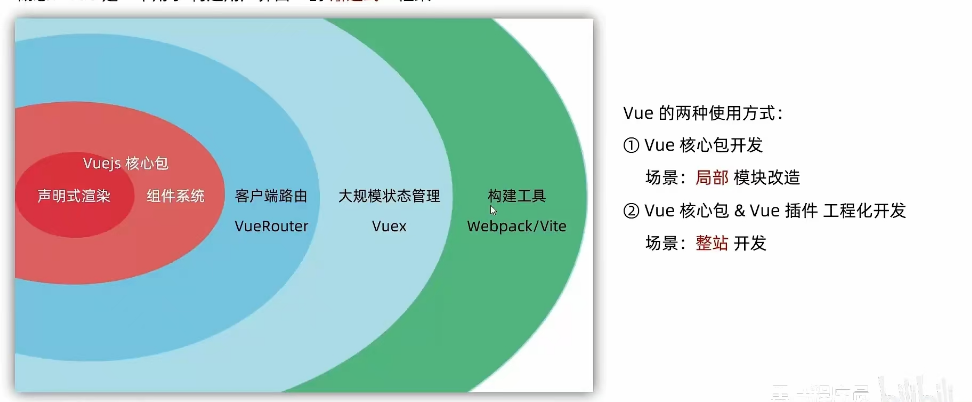 Vuejs 核心包
声明式渲染
组件系统
客户端路由
VueRouter
大规模状态管理
Vuex
构建工具
Webpack/Vite
Vue 的两种使用方式：
① Vue 核心包开发
场景：局部 模块改造
② Vue 核心包 & Vue 插件 工程化开发
场景：整站 开发